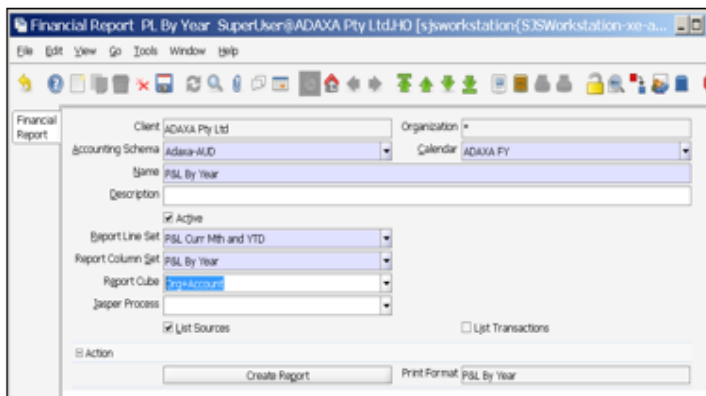 Financial Report PL By Year SuperUser@ADAXA Pty Ltd.HO [sjsworkstation{SJSWorkstation-xe-a...
File Edit View Go Tools Window Help
Financial Report
Client ADAXA Pty Ltd Organization *
Accounting Schema Adaxa-AUD Calendar ADAXA FY
Name P&L By Year
Description
Active
Report Line Set P&L Curr Mth and YTD
Report Column Set P&L By Year
Report Cube Org+Account
Jasper Process
List Sources List Transactions
Action
Create Report Print Format P&L By Year